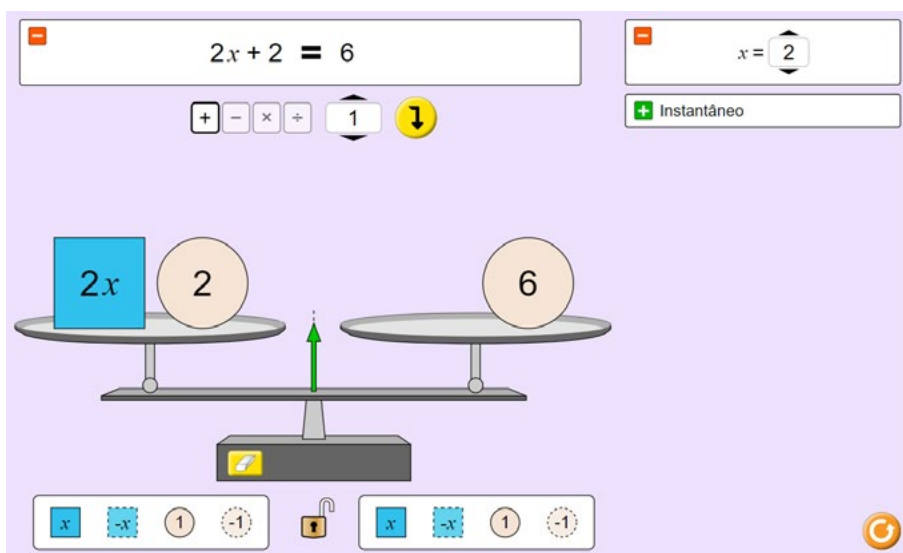 2x + 2 = 6
x = 2
+ − × ÷ 1
Instantâneo
2x 2 6
x -x 1 -1 x -x 1 -1